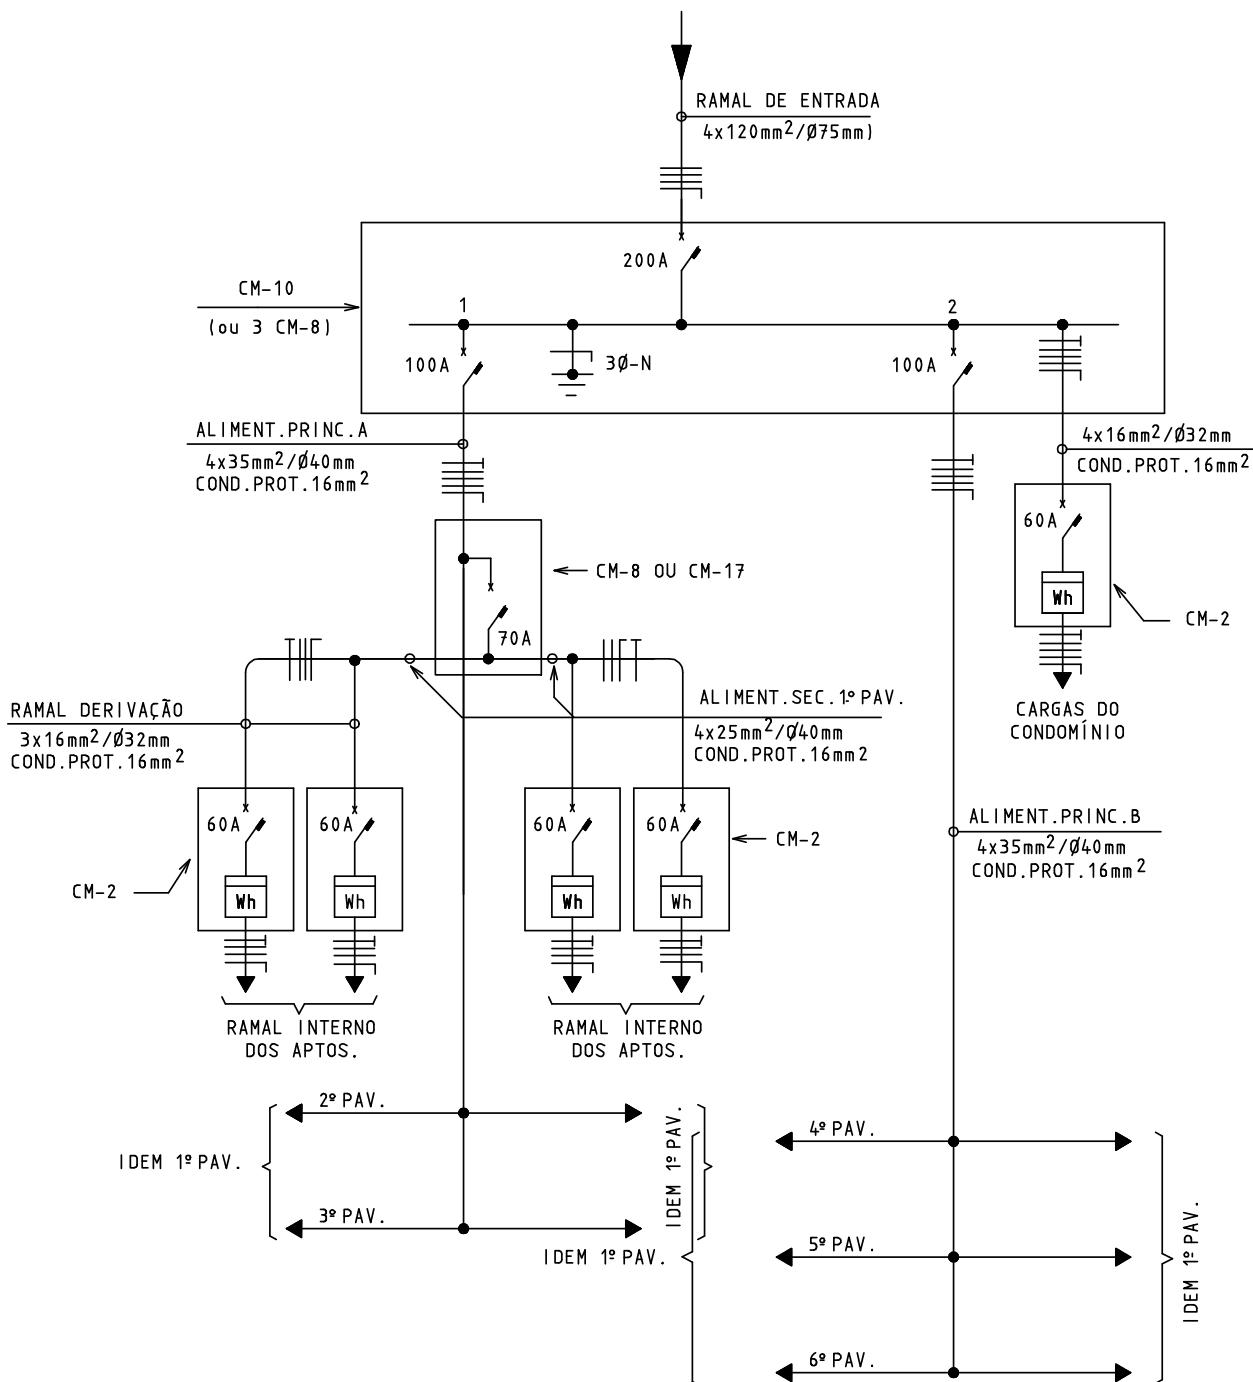 RAMAL DE ENTRADA
4x120mm²/Ø75mm)
200A
CM-10
(ou 3 CM-8)
1
2
100A
3Ø-N
100A
ALIMENT.PRINC.A
4x35mm²/Ø40mm
COND.PROT.16mm²
4x16mm²/Ø32mm
COND.PROT.16mm²
60A
Wh
CM-2
CARGAS DO
CONDOMÍNIO
CM-8 OU CM-17
70A
RAMAL DERIVAÇÃO
3x16mm²/Ø32mm
COND.PROT.16mm²
ALIMENT.SEC.1º PAV.
4x25mm²/Ø40mm
COND.PROT.16mm2
60A
60A
60A
60A
CM-2
CM-2
Wh
Wh
Wh
Wh
ALIMENT.PRINC.B
4x35mm²/Ø40mm
COND.PROT.16mm²
RAMAL INTERNO
DOS APTOS.
RAMAL INTERNO
DOS APTOS.
2º PAV.
IDEM 1º PAV.
3º PAV.
IDEM 1º PAV.
4º PAV.
IDEM 1º PAV.
5º PAV.
IDEM 1º PAV.
6º PAV.